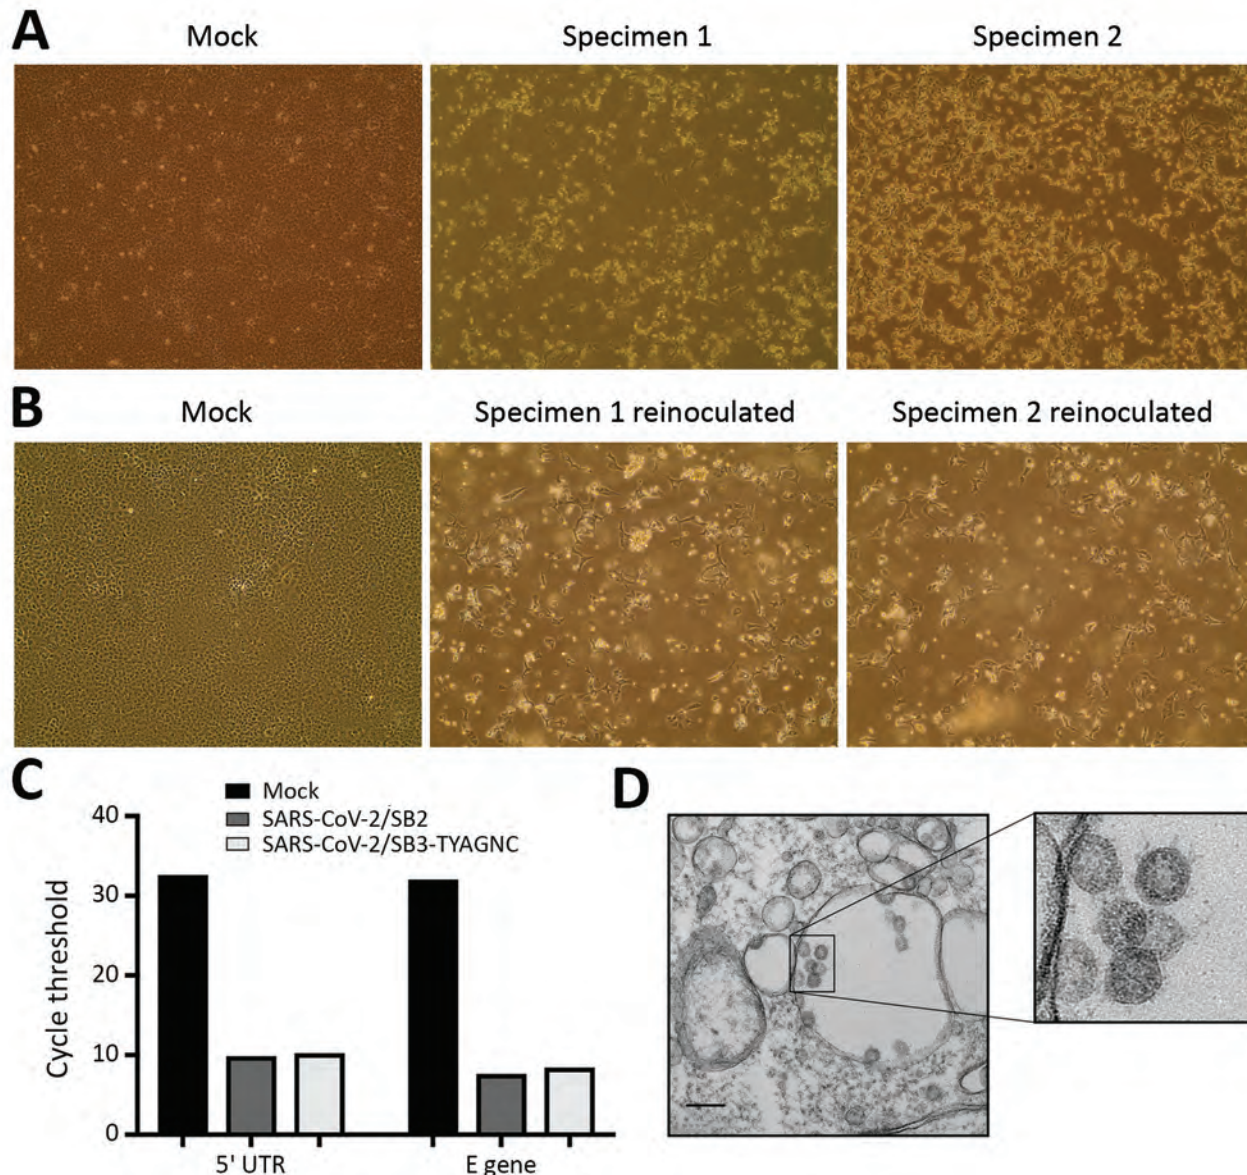 A
Mock
Specimen 1
Specimen 2
B
Mock
Specimen 1 reinoculated
Specimen 2 reinoculated
C
Mock
SARS-CoV-2/SB2
SARS-CoV-2/SB3-TYAGNC
Cycle threshold
40
30
20
10
0
5' UTR
E gene
D